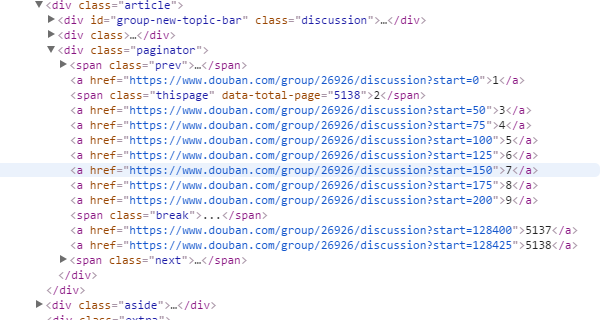 ▼<div class="article">
▶<div id="group-new-topic-bar" class="discussion">…</div>
▶<div class>…</div>
▼<div class="paginator">
▶<span class="prev">…</span>
<a href="https://www.douban.com/group/26926/discussion?start=0">1</a>
<span class="thispage" data-total-page="5138">2</span>
<a href="https://www.douban.com/group/26926/discussion?start=50">3</a>
<a href="https://www.douban.com/group/26926/discussion?start=75">4</a>
<a href="https://www.douban.com/group/26926/discussion?start=100">5</a>
<a href="https://www.douban.com/group/26926/discussion?start=125">6</a>
<a href="https://www.douban.com/group/26926/discussion?start=150">7</a>
<a href="https://www.douban.com/group/26926/discussion?start=175">8</a>
<a href="https://www.douban.com/group/26926/discussion?start=200">9</a>
<span class="break">...</span>
<a href="https://www.douban.com/group/26926/discussion?start=128400">5137</a>
<a href="https://www.douban.com/group/26926/discussion?start=128425">5138</a>
▶<span class="next">…</span>
</div>
</div>
▶<div class="aside">…</div>
<div class="extra">